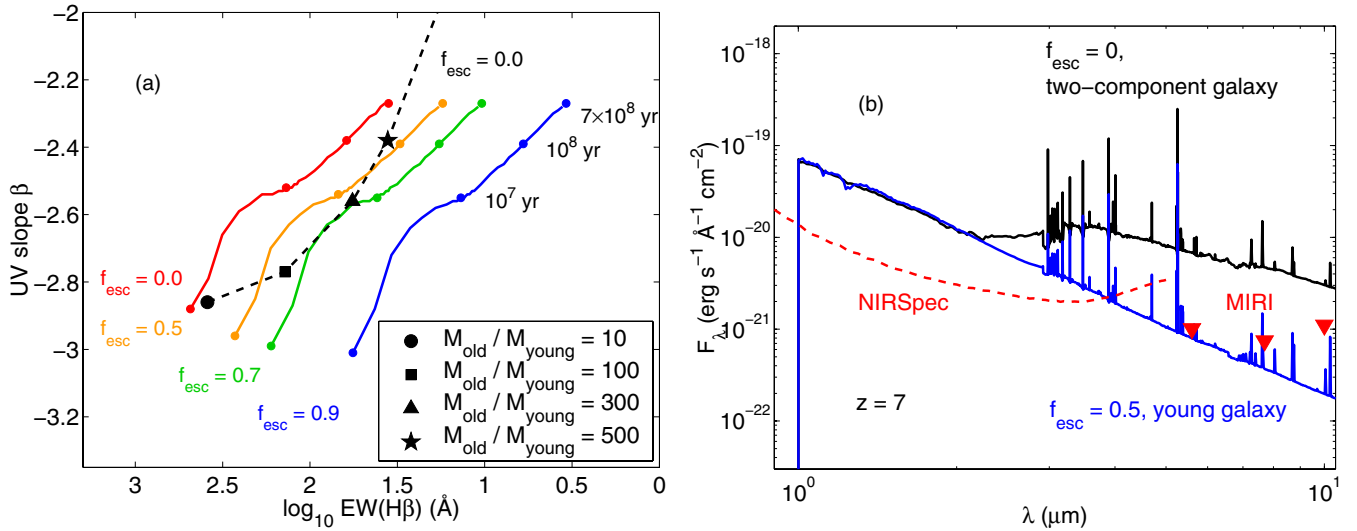 (a)
f_esc = 0.0
7×10^8 yr
10^8 yr
10^7 yr
f_esc = 0.0
f_esc = 0.5
f_esc = 0.7
f_esc = 0.9
M_old / M_young = 10
M_old / M_young = 100
M_old / M_young = 300
M_old / M_young = 500
−2
−2.2
−2.4
−2.6
−2.8
−3
−3.2
UV slope β
3 2.5 2 1.5 1 0.5 0
log_10 EW(Hβ) (Å)
(b)
f_esc = 0,
two−component galaxy
NIRSpec
MIRI
z = 7
f_esc = 0.5, young galaxy
10^−18
10^−19
10^−20
10^−21
10^−22
F_λ (erg s^−1 Å^−1 cm^−2)
10^0 10^1
λ (μm)